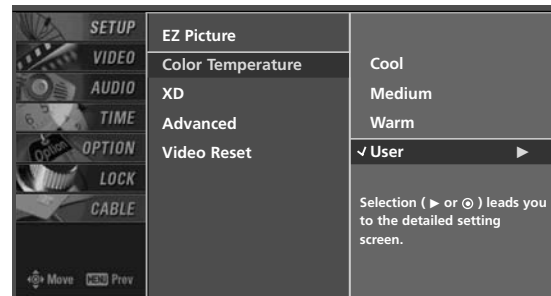 SETUP
VIDEO
AUDIO
TIME
OPTION
LOCK
CABLE
Move MENU Prev
EZ Picture
Color Temperature
XD
Advanced
Video Reset
Cool
Medium
Warm
✓ User ▶
Selection ( ▶ or ⊙ ) leads you
to the detailed setting
screen.